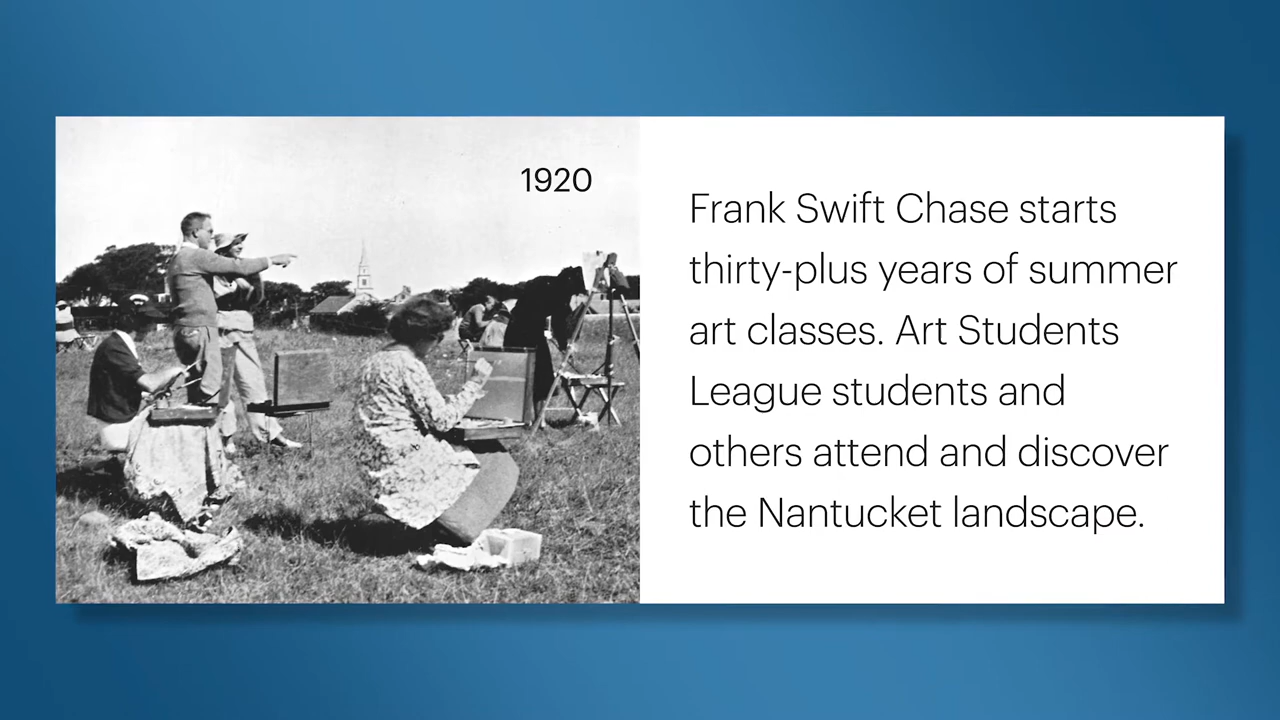 1920
Frank Swift Chase starts
thirty-plus years of summer
art classes. Art Students
League students and
others attend and discover
the Nantucket landscape.